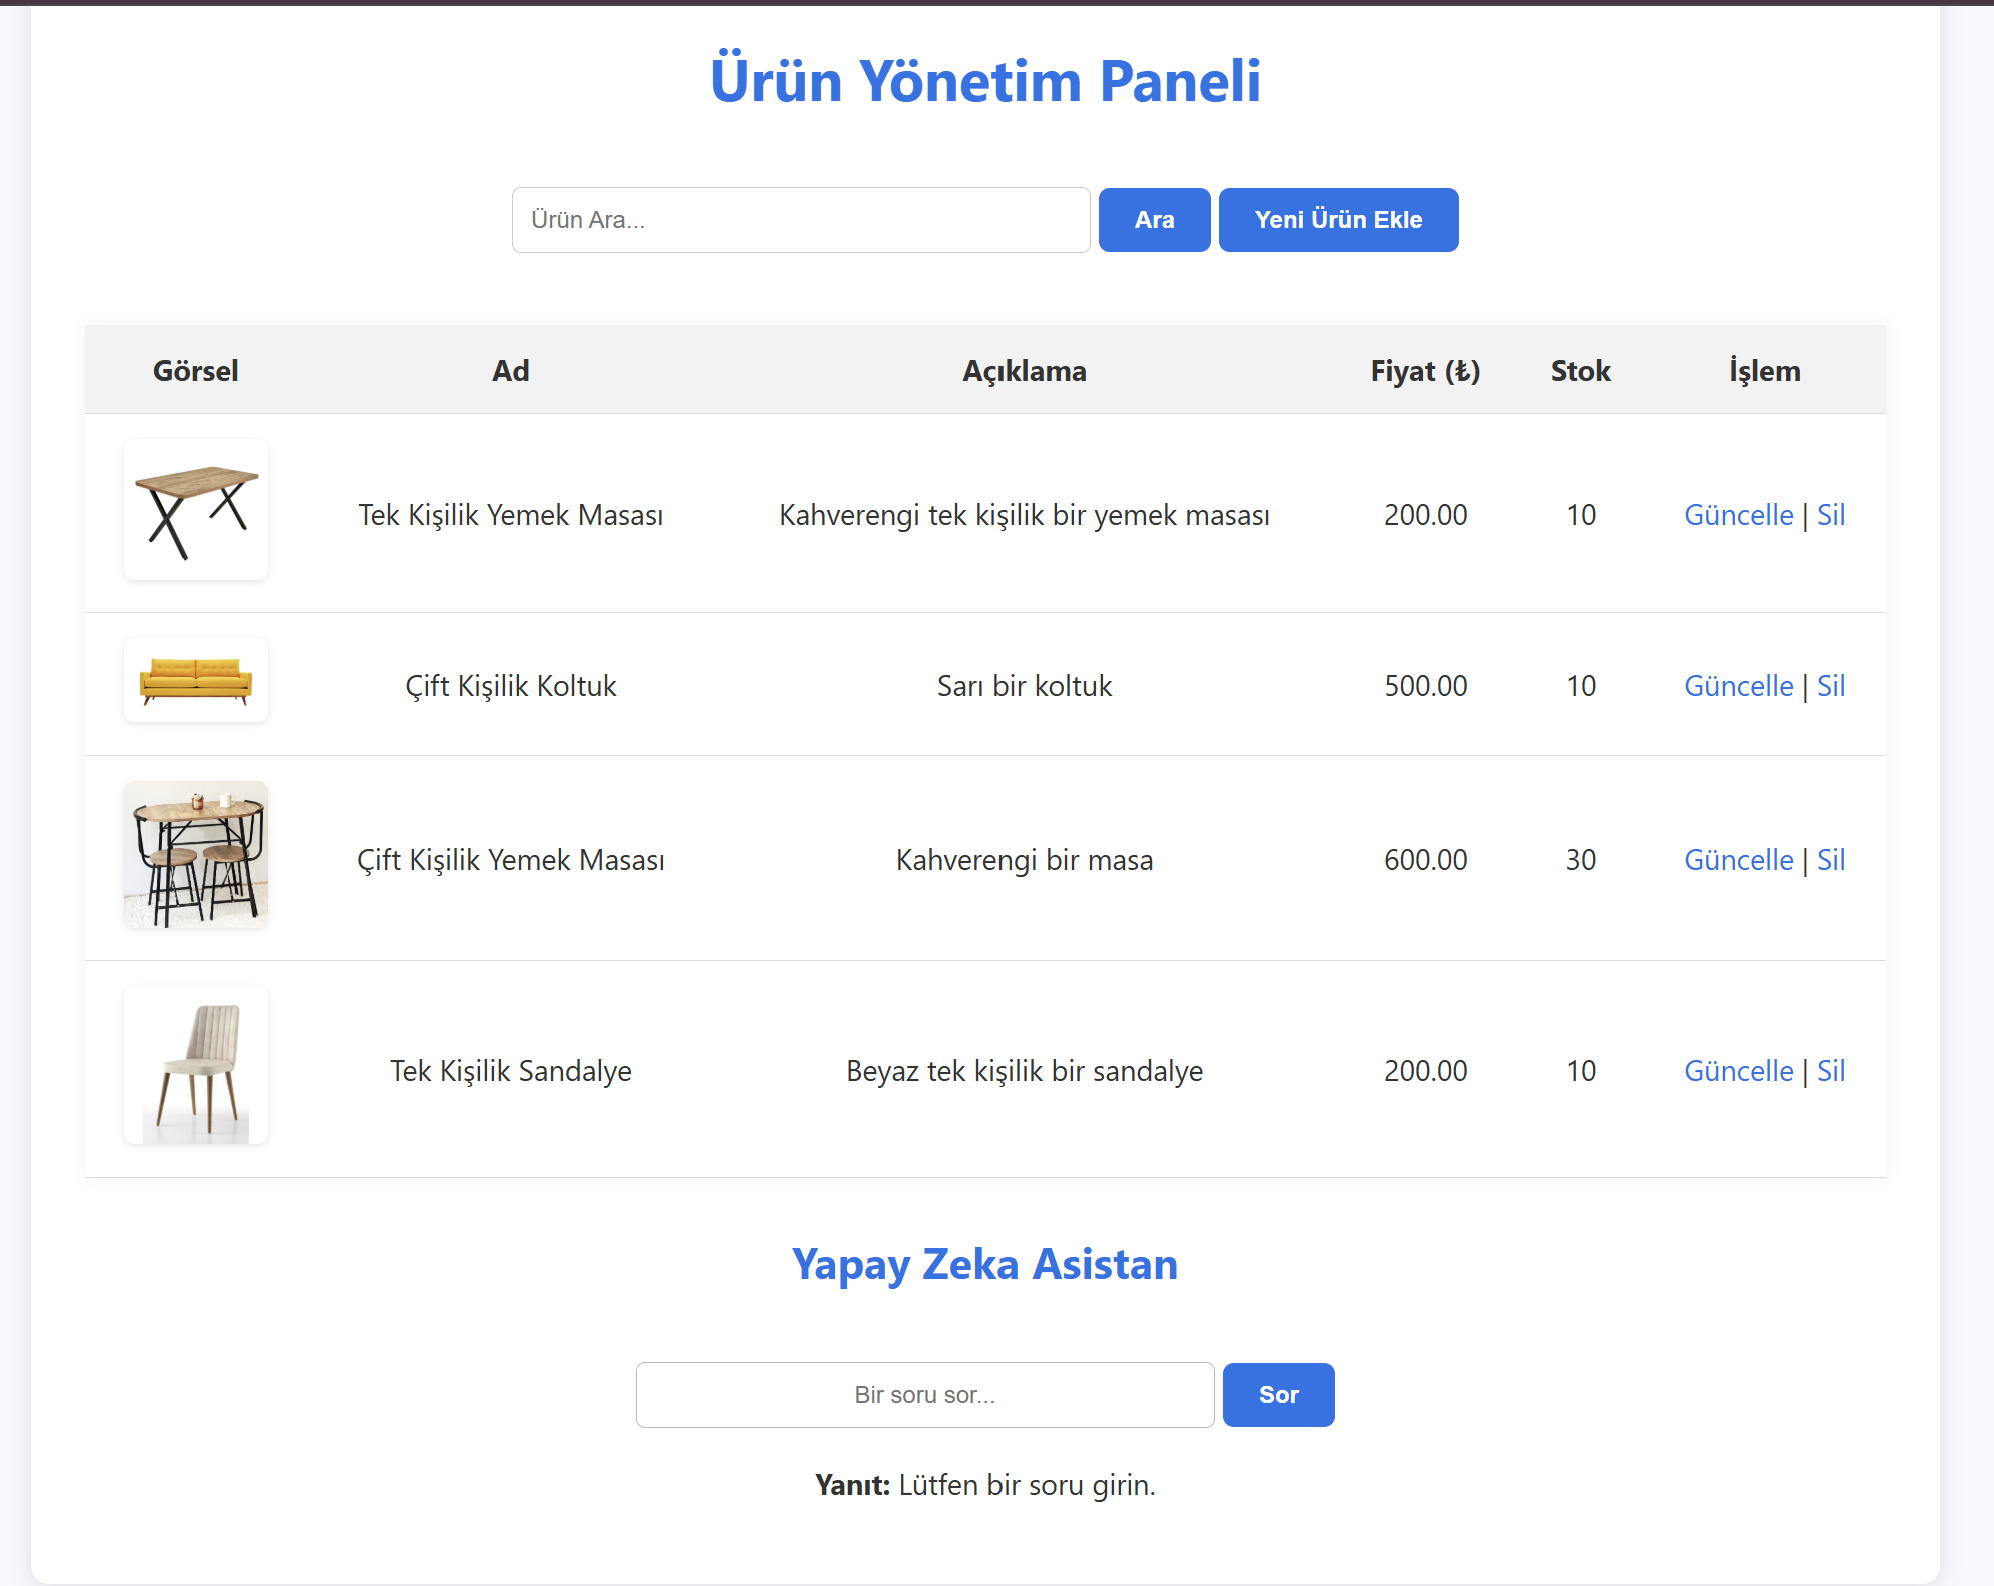 Ürün Yönetim Paneli
Ürün Ara...
Ara
Yeni Ürün Ekle
Görsel Ad Açıklama Fiyat (₺) Stok İşlem
Tek Kişilik Yemek Masası Kahverengi tek kişilik bir yemek masası 200.00 10 Güncelle | Sil
Çift Kişilik Koltuk Sarı bir koltuk 500.00 10 Güncelle | Sil
Çift Kişilik Yemek Masası Kahverengi bir masa 600.00 30 Güncelle | Sil
Tek Kişilik Sandalye Beyaz tek kişilik bir sandalye 200.00 10 Güncelle | Sil
Yapay Zeka Asistan
Bir soru sor...
Sor
Yanıt: Lütfen bir soru girin.